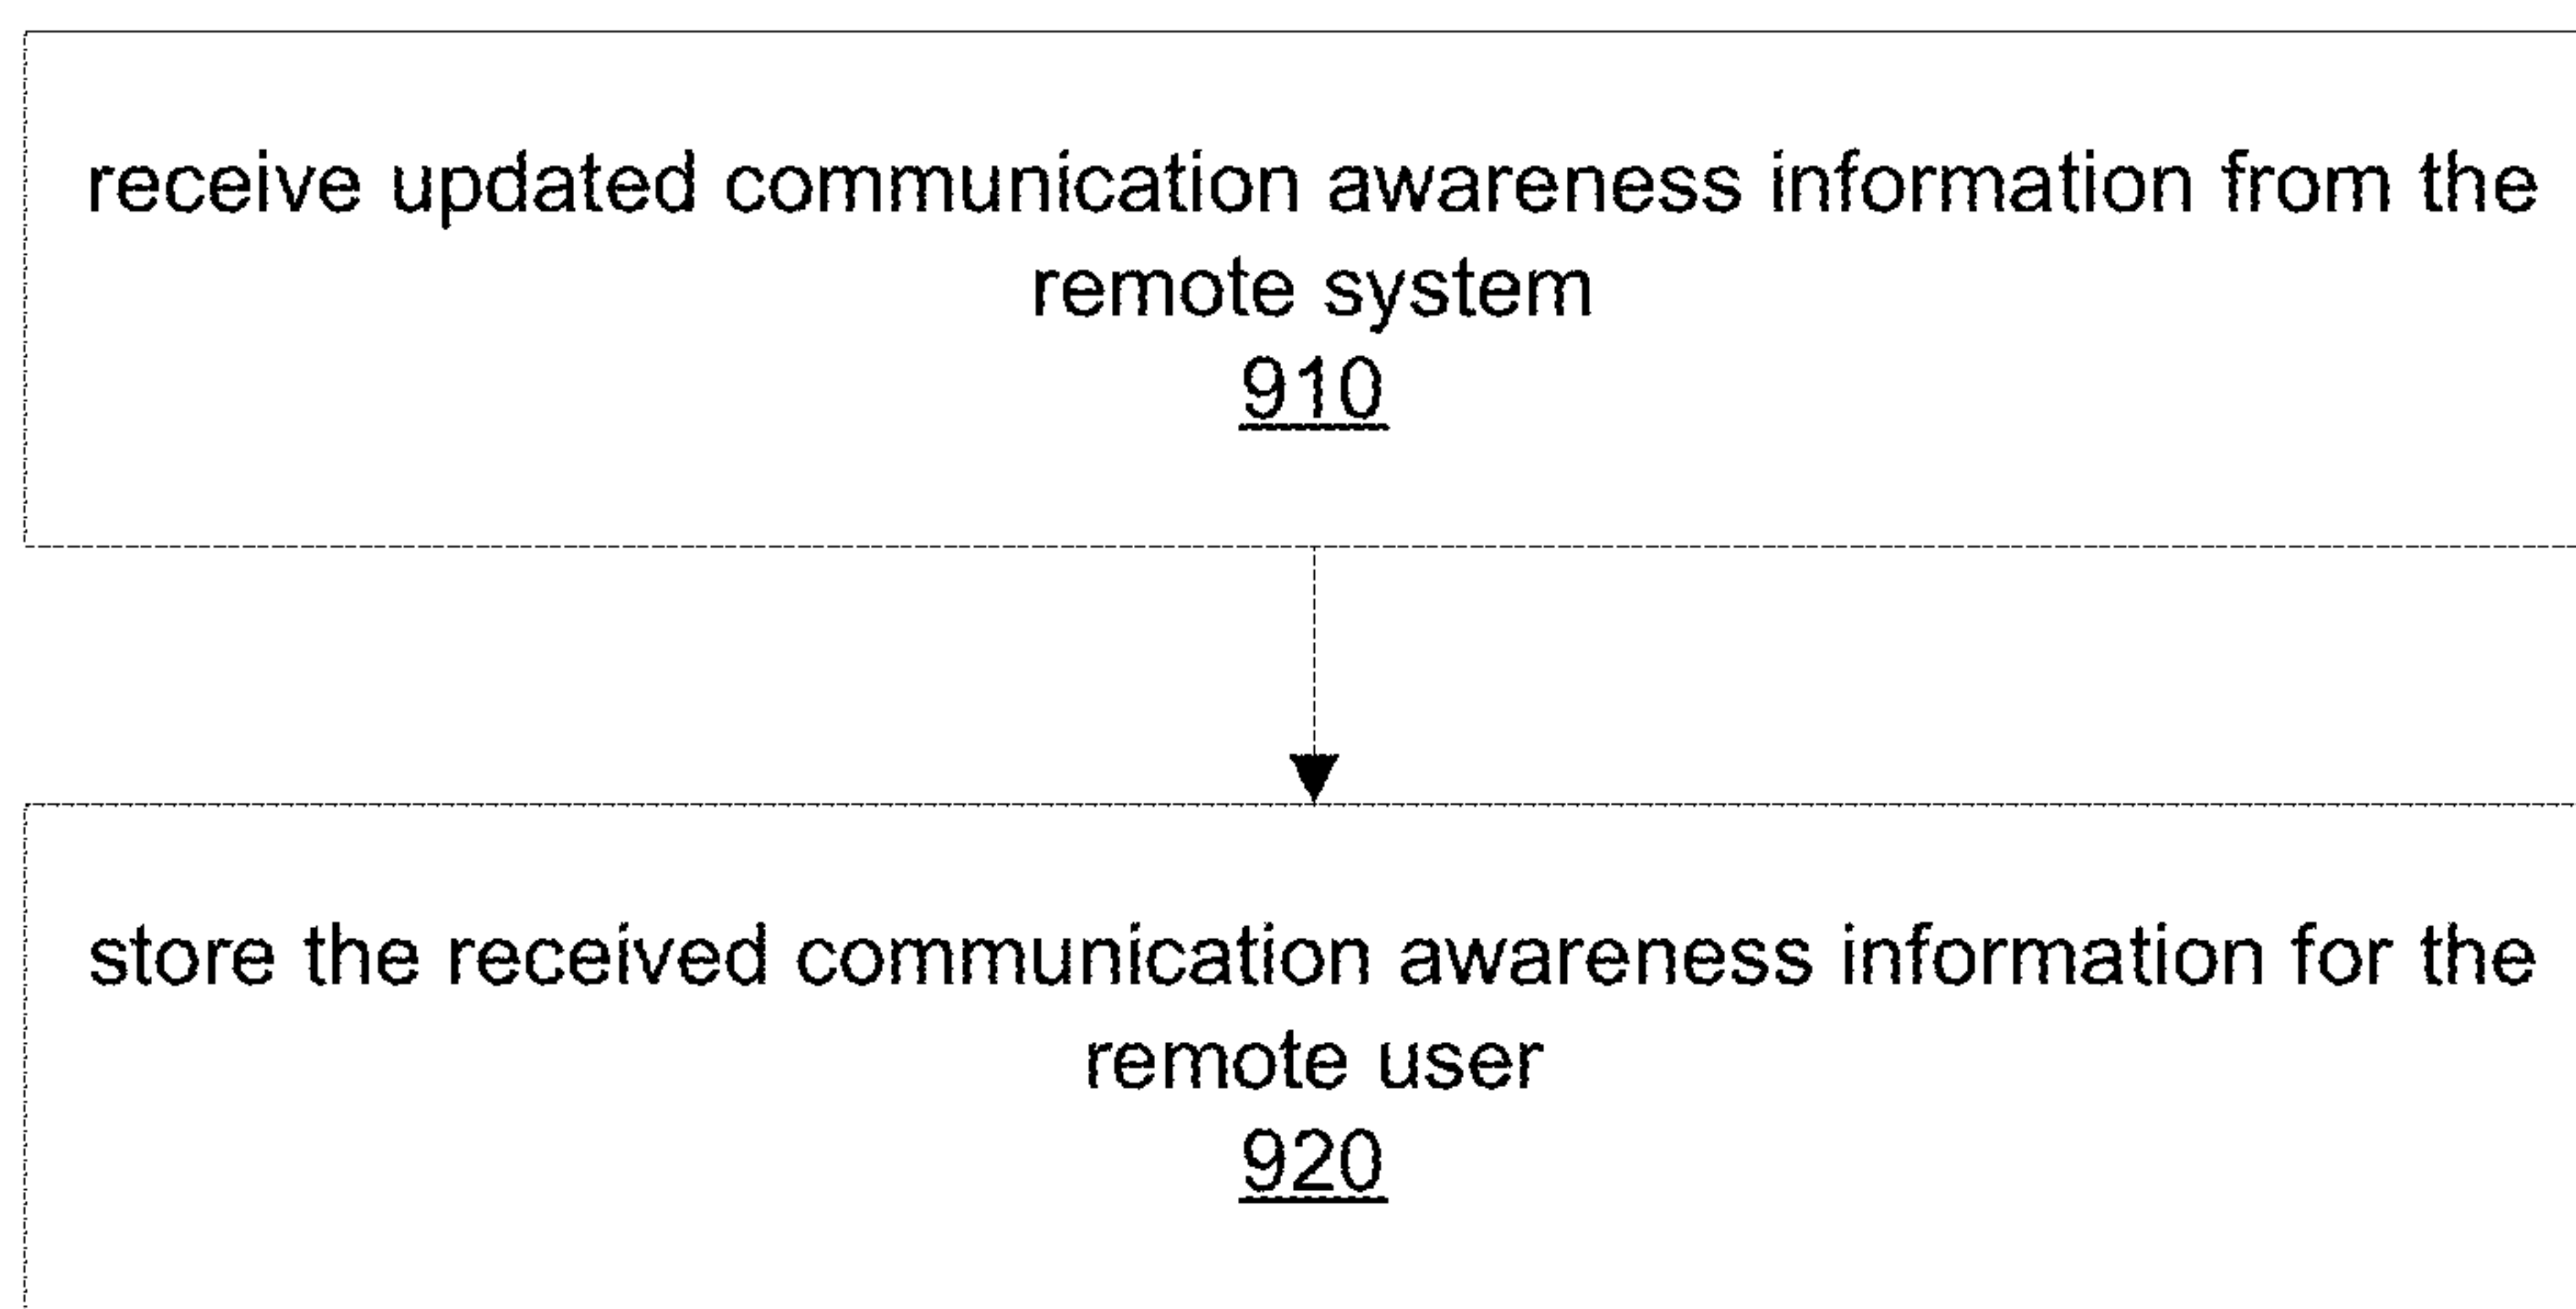 receive updated communication awareness information from the
remote system
910
store the received communication awareness information for the
remote user
920